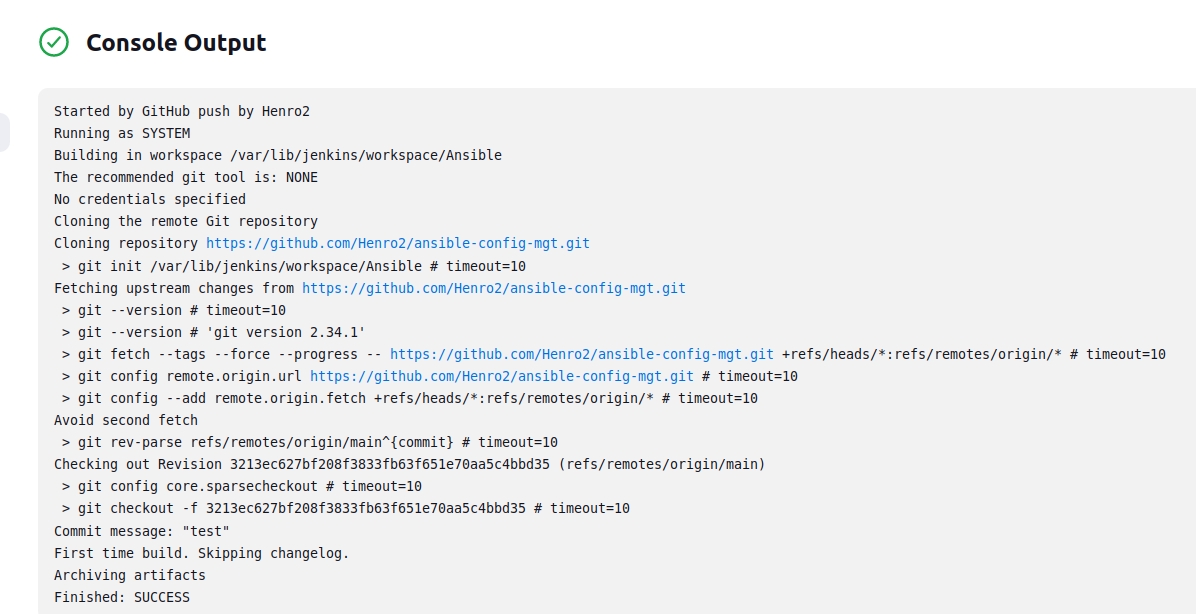 Console Output
Started by GitHub push by Henro2
Running as SYSTEM
Building in workspace /var/lib/jenkins/workspace/Ansible
The recommended git tool is: NONE
No credentials specified
Cloning the remote Git repository
Cloning repository https://github.com/Henro2/ansible-config-mgt.git
 > git init /var/lib/jenkins/workspace/Ansible # timeout=10
Fetching upstream changes from https://github.com/Henro2/ansible-config-mgt.git
 > git --version # timeout=10
 > git --version # 'git version 2.34.1'
 > git fetch --tags --force --progress -- https://github.com/Henro2/ansible-config-mgt.git +refs/heads/*:refs/remotes/origin/* # timeout=10
 > git config remote.origin.url https://github.com/Henro2/ansible-config-mgt.git # timeout=10
 > git config --add remote.origin.fetch +refs/heads/*:refs/remotes/origin/* # timeout=10
Avoid second fetch
 > git rev-parse refs/remotes/origin/main^{commit} # timeout=10
Checking out Revision 3213ec627bf208f3833fb63f651e70aa5c4bbd35 (refs/remotes/origin/main)
 > git config core.sparsecheckout # timeout=10
 > git checkout -f 3213ec627bf208f3833fb63f651e70aa5c4bbd35 # timeout=10
Commit message: "test"
First time build. Skipping changelog.
Archiving artifacts
Finished: SUCCESS